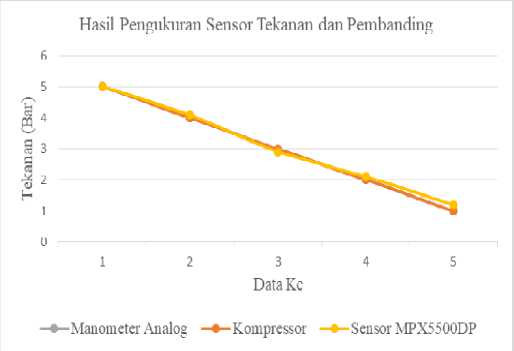 Hasil Pengukuran Sensor Tekanan dan Pembanding
6
5
4
3
2
1
0
Tekanan (Bar)
1 2 3 4 5
Data Ke
Manometer Analog Kompressor Sensor MPX5500DP